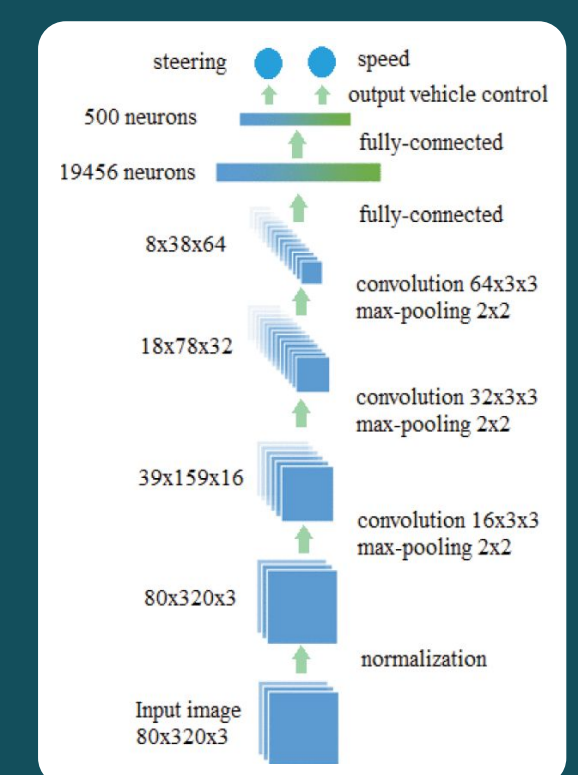 steering
speed
output vehicle control
500 neurons
fully-connected
19456 neurons
fully-connected
8x38x64
convolution 64x3x3
max-pooling 2x2
18x78x32
convolution 32x3x3
max-pooling 2x2
39x159x16
convolution 16x3x3
max-pooling 2x2
80x320x3
normalization
Input image
80x320x3